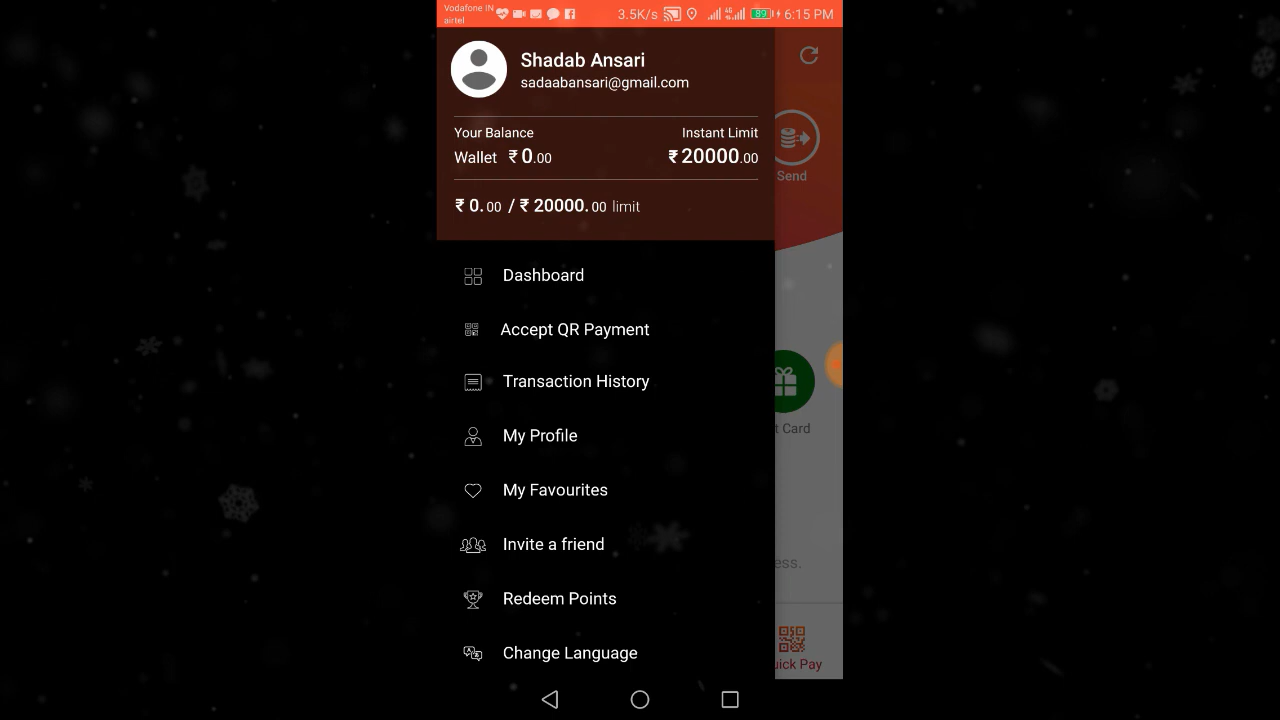 Vodafone IN
airtel
3.5K/s
4G
89
6:15 PM
Shadab Ansari
sadaabansari@gmail.com
Your Balance
Instant Limit
Wallet ₹ 0.00
₹ 20000.00
₹ 0.00 / ₹ 20000.00 limit
Send
Dashboard
Accept QR Payment
Transaction History
t Card
My Profile
My Favourites
Invite a friend
ess.
Redeem Points
Change Language
uick Pay